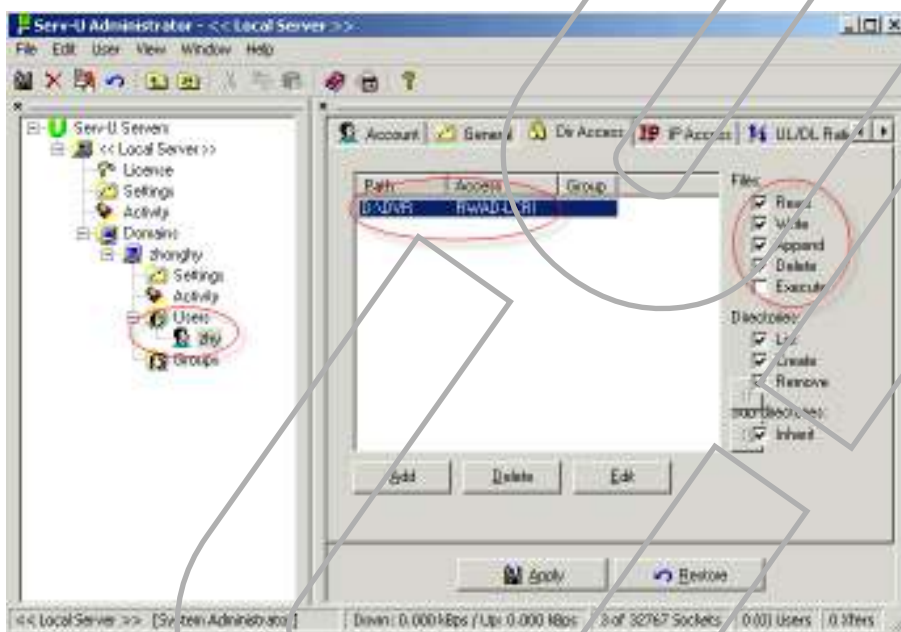 Serv-U Administrator - << Local Server >>
File Edit User View Window Help
Serv-U Servers
<< Local Server >>
Licence
Settings
Activity
Domains
zhonghy
Settings
Activity
Users
zhy
Groups
Account General Dir Access IP Access UL/DL
Path Access Group
D:\DVR
Files:
Read
Write
Append
Delete
Execute
Directories:
List
Create
Remove
Inherit
Add Delete Edit
Apply Restore
<< Local Server >> [System Administrator] Down: 0.000 kBps / Up: 0.000 kBps 3 of 32767 Sockets 0 (0) Users 0 Xfers